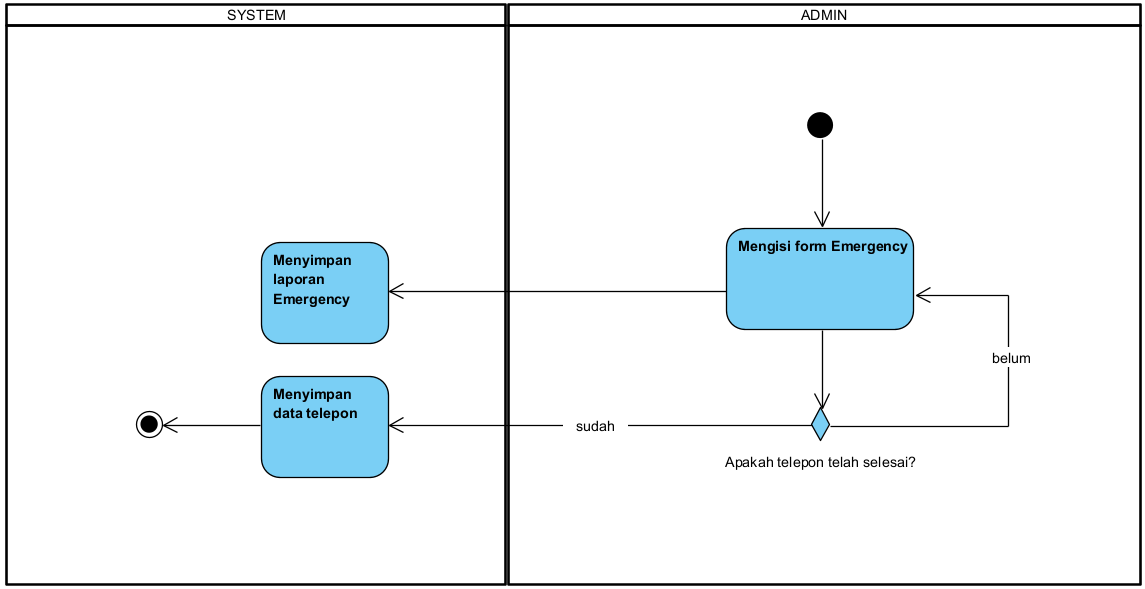 SYSTEM
ADMIN
Mengisi form Emergency
Menyimpan
laporan
Emergency
belum
Menyimpan
data telepon
sudah
Apakah telepon telah selesai?